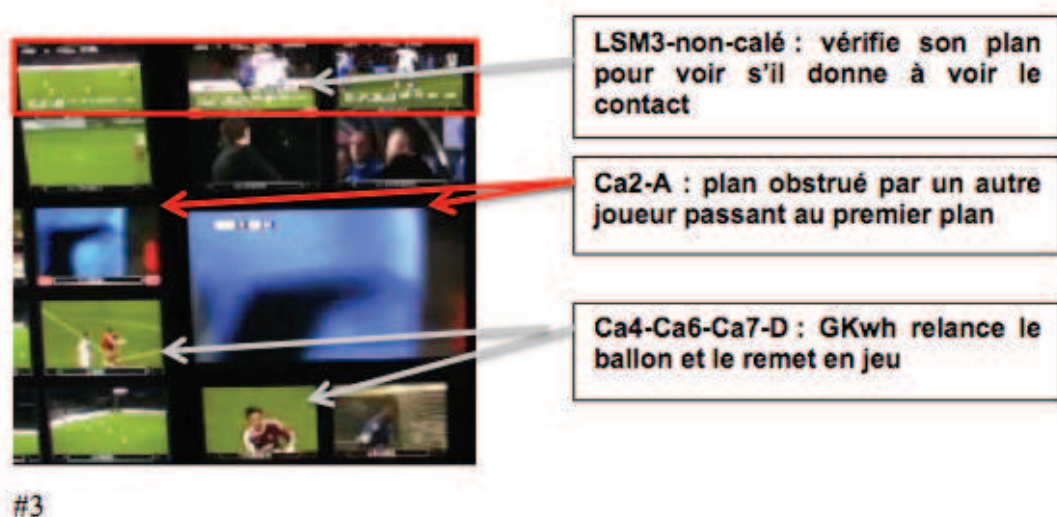 LSM3-non-calé : vérifie son plan
pour voir s'il donne à voir le
contact
Ca2-A : plan obstrué par un autre
joueur passant au premier plan
Ca4-Ca6-Ca7-D : GKwh relance le
ballon et le remet en jeu
#3